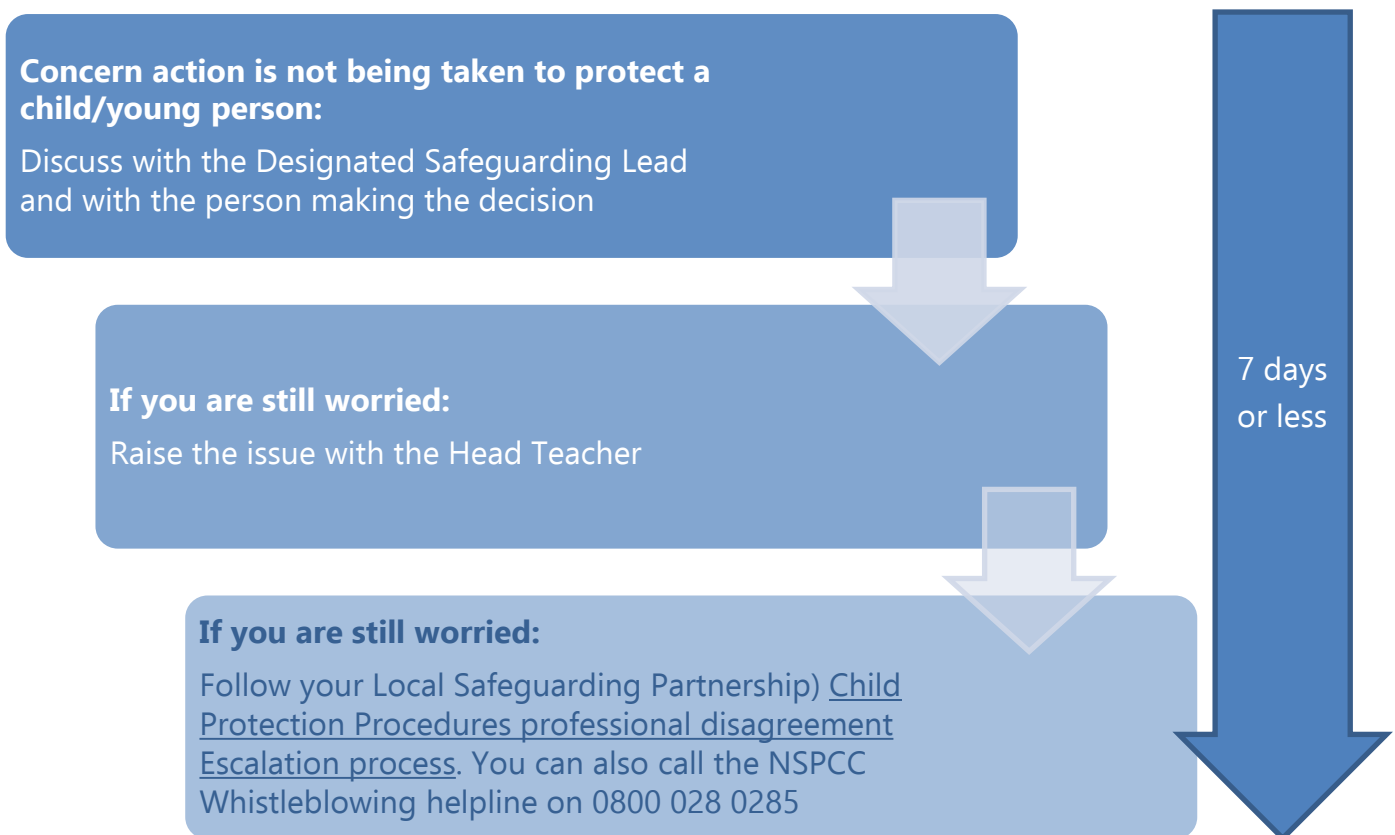 Concern action is not being taken to protect a
child/young person:
Discuss with the Designated Safeguarding Lead
and with the person making the decision
If you are still worried:
Raise the issue with the Head Teacher
If you are still worried:
Follow your Local Safeguarding Partnership) Child
Protection Procedures professional disagreement
Escalation process. You can also call the NSPCC
Whistleblowing helpline on 0800 028 0285
7 days
or less